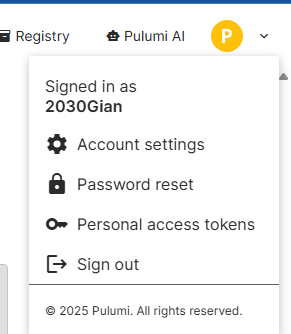 Registry
Pulumi AI
P
Signed in as
2030Gian
Account settings
Password reset
Personal access tokens
Sign out
© 2025 Pulumi. All rights reserved.